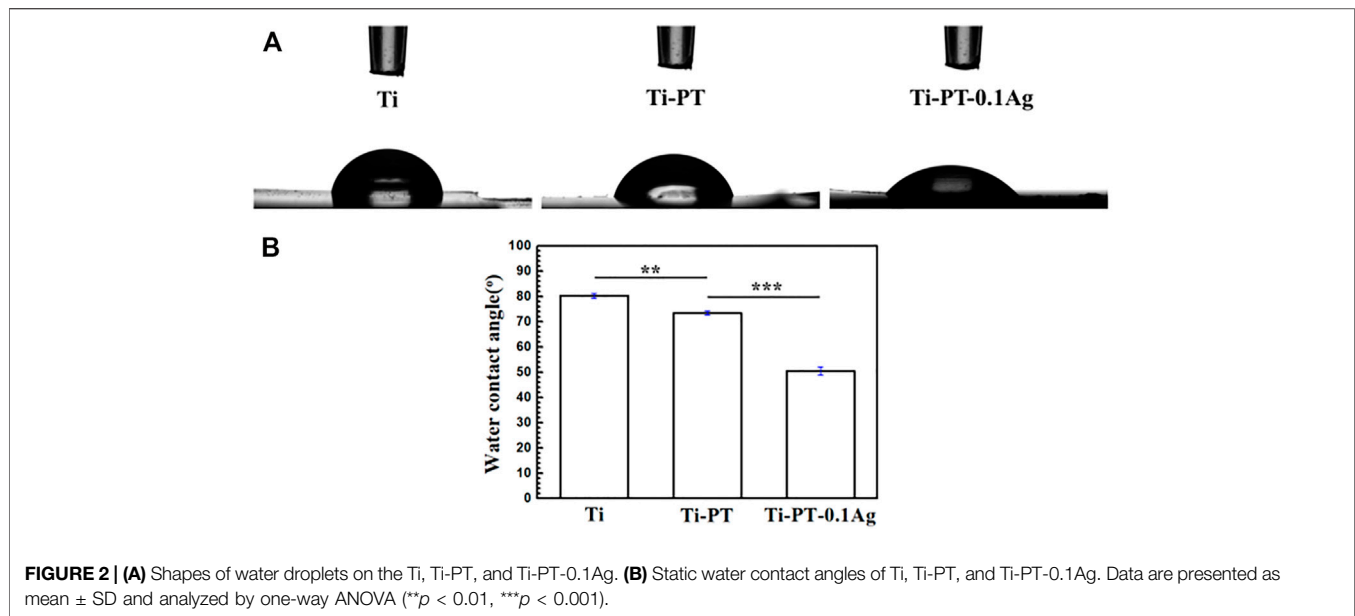 A
Ti
Ti-PT
Ti-PT-0.1Ag
B
Water contact angle(°)
100
90
80
70
60
50
40
30
20
10
0
**
***
Ti
Ti-PT
Ti-PT-0.1Ag
FIGURE 2 | (A) Shapes of water droplets on the Ti, Ti-PT, and Ti-PT-0.1Ag. (B) Static water contact angles of Ti, Ti-PT, and Ti-PT-0.1Ag. Data are presented as
mean ± SD and analyzed by one-way ANOVA (**p < 0.01, ***p < 0.001).